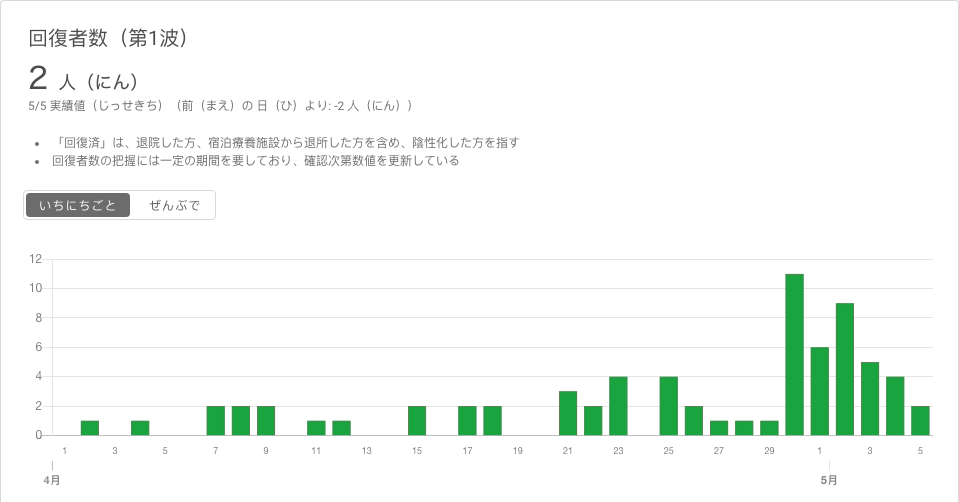 回復者数（第1波）
2 人（にん）
5/5 実績値（じっせきち）（前（まえ）の 日（ひ）より: -2 人（にん））
• 「回復済」は、退院した方、宿泊療養施設から退所した方を含め、陰性化した方を指す
• 回復者数の把握には一定の期間を要しており、確認次第数値を更新している
いちにちごと ぜんぶで
12
10
8
6
4
2
0
1 3 5 7 9 11 13 15 17 19 21 23 25 27 29 1 3 5
4月 5月